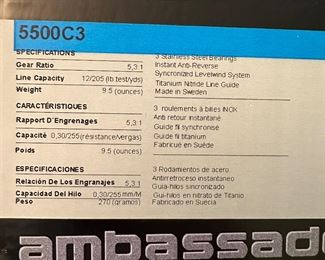 5500C3
SPECIFICATIONS
Gear Ratio 5,3:1
Line Capacity 12/205 (lb.test/yds)
Weight 9.5 (ounces)
3 Stainless Steel Bearings
Instant Anti-Reverse
Syncronized Levelwind System
Titanium Nitride Line Guide
Made in Sweden
CARACTÉRISTIQUES
Rapport D'Engrenages 5,3:1
Capacité 0,30/255(résistance/vergas)
Poids 9.5 (ounces)
3 roulements à billes INOX
Anti retour instantané
Guide fil synchronisé
Guide fil titanium
Fabricué en Suède
ESPECIFICACIONES
Relación De Los Engranajes 5,3:1
Capacidad Del Hilo 0,30/255 mm/M
Peso 270 (gramos)
3 Rodamientos de acero
Antirretroceso instantáneo
Guia-hilos sincronizado
Guí-hilos en nitrato de Titanio
Fabricado en Suécia
ambassade